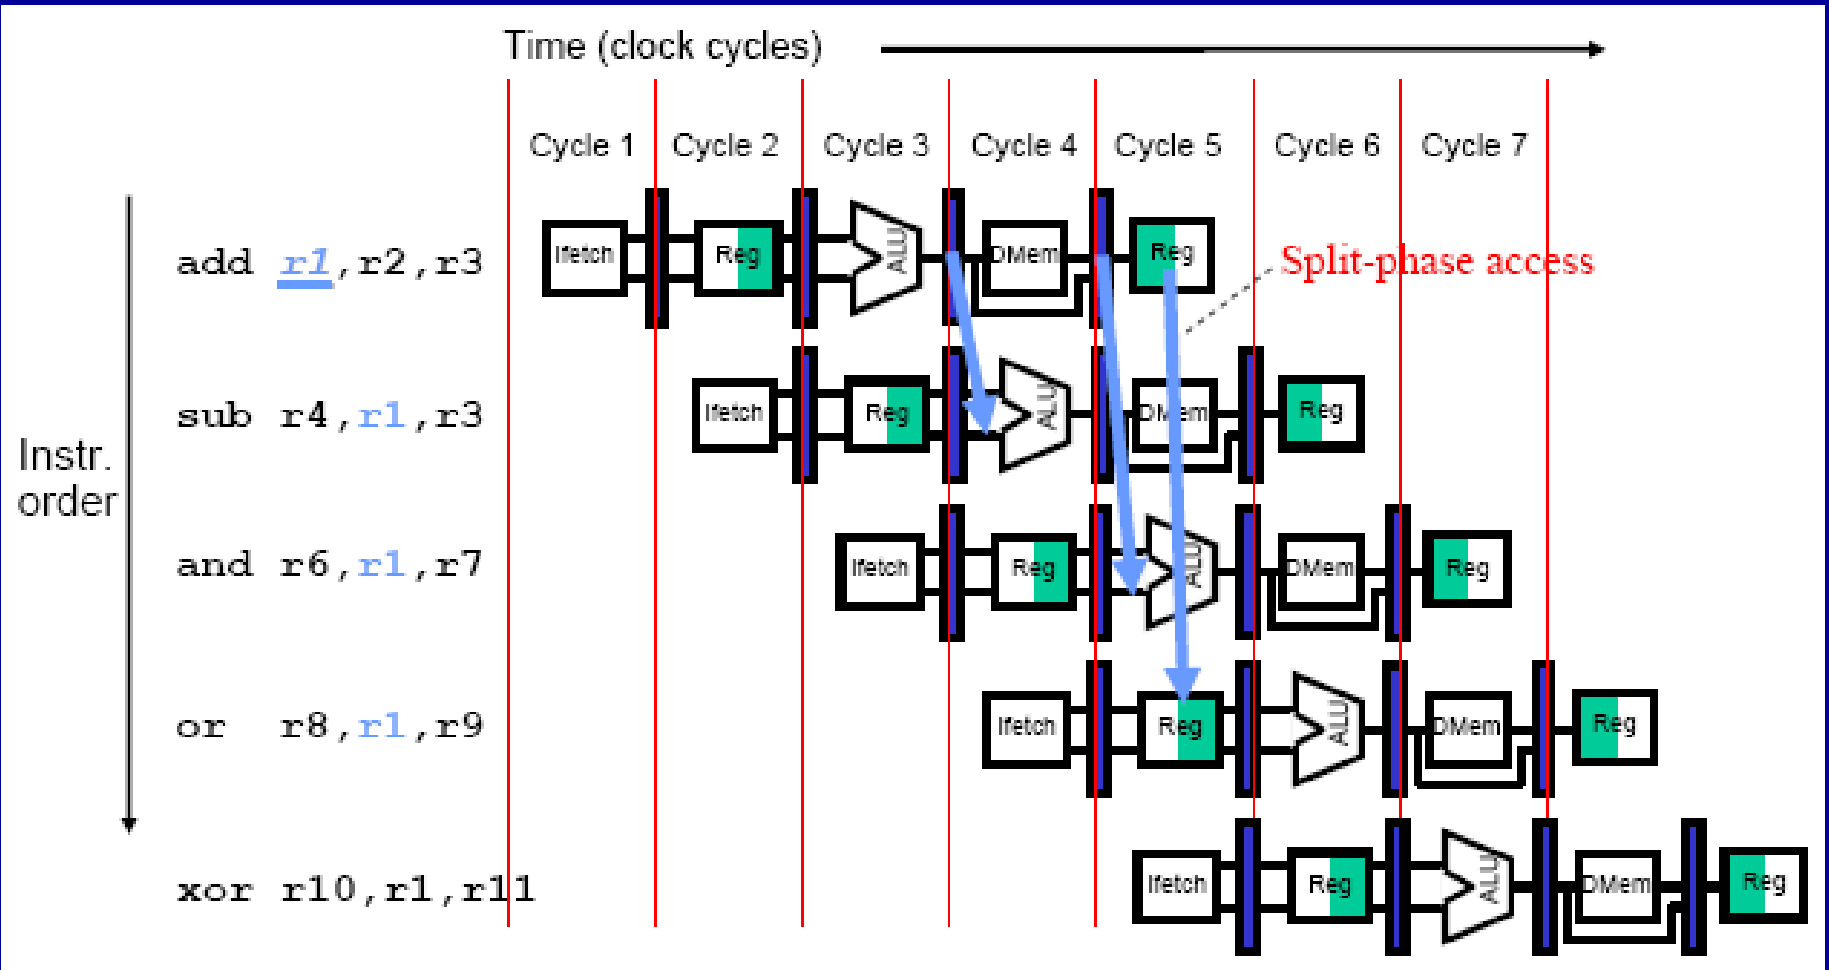 Time (clock cycles)
Cycle 1 Cycle 2 Cycle 3 Cycle 4 Cycle 5 Cycle 6 Cycle 7
add r1,r2,r3 Ifetch Reg ALU DMem Reg
Split-phase access
sub r4,r1,r3 Ifetch Reg ALU DMem Reg
Instr.
order
and r6,r1,r7 Ifetch Reg ALU DMem Reg
or r8,r1,r9 Ifetch Reg ALU DMem Reg
xor r10,r1,r11 Ifetch Reg ALU DMem Reg